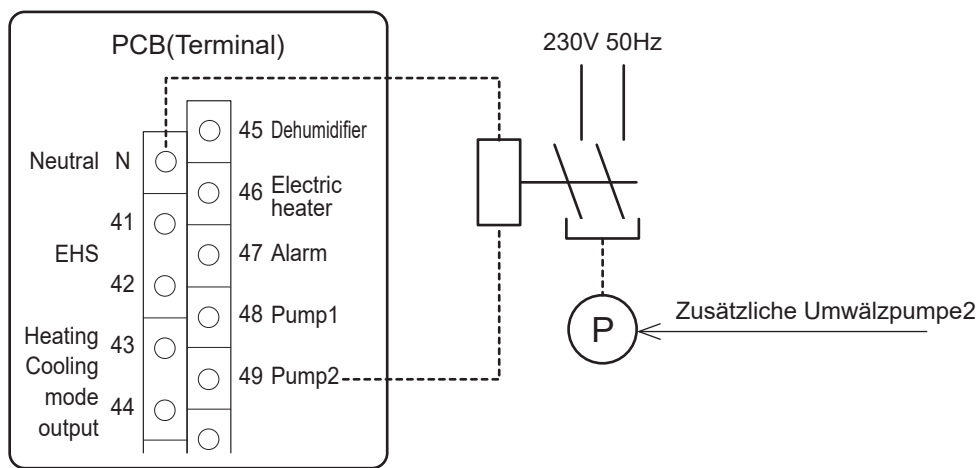 PCB(Terminal)
230V 50Hz
45 Dehumidifier
Neutral N
46 Electric
heater
41
EHS
47 Alarm
42
48 Pump1
Zusätzliche Umwälzpumpe2
P
Heating
Cooling
mode
output
43
44
49 Pump2